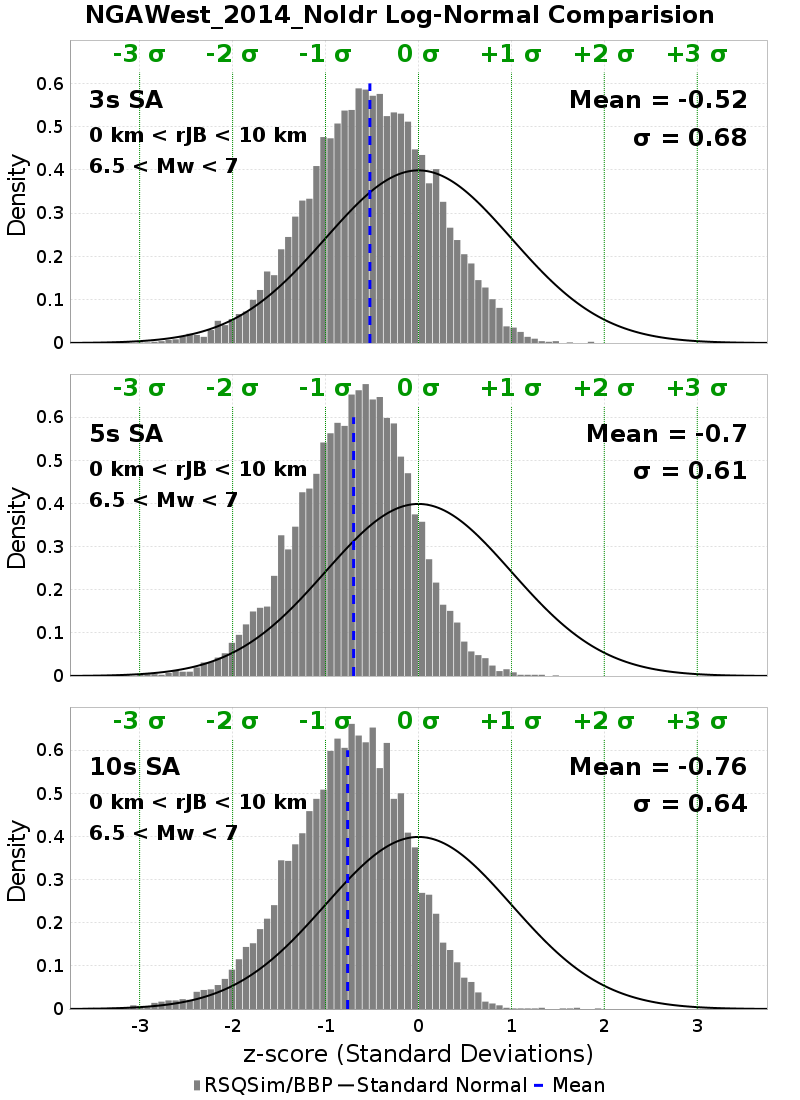 NGAWest_2014_NoIdr Log-Normal Comparision
-3 σ -2 σ -1 σ 0 σ +1 σ +2 σ +3 σ
3s SA
0 km < rJB < 10 km
6.5 < Mw < 7
Mean = -0.52
σ = 0.68
Density
0.6
0.5
0.4
0.3
0.2
0.1
0
-3 σ -2 σ -1 σ 0 σ +1 σ +2 σ +3 σ
5s SA
0 km < rJB < 10 km
6.5 < Mw < 7
Mean = -0.7
σ = 0.61
Density
0.6
0.5
0.4
0.3
0.2
0.1
0
-3 σ -2 σ -1 σ 0 σ +1 σ +2 σ +3 σ
10s SA
0 km < rJB < 10 km
6.5 < Mw < 7
Mean = -0.76
σ = 0.64
Density
0.6
0.5
0.4
0.3
0.2
0.1
0
-3 -2 -1 0 1 2 3
z-score (Standard Deviations)
RSQSim/BBP Standard Normal Mean